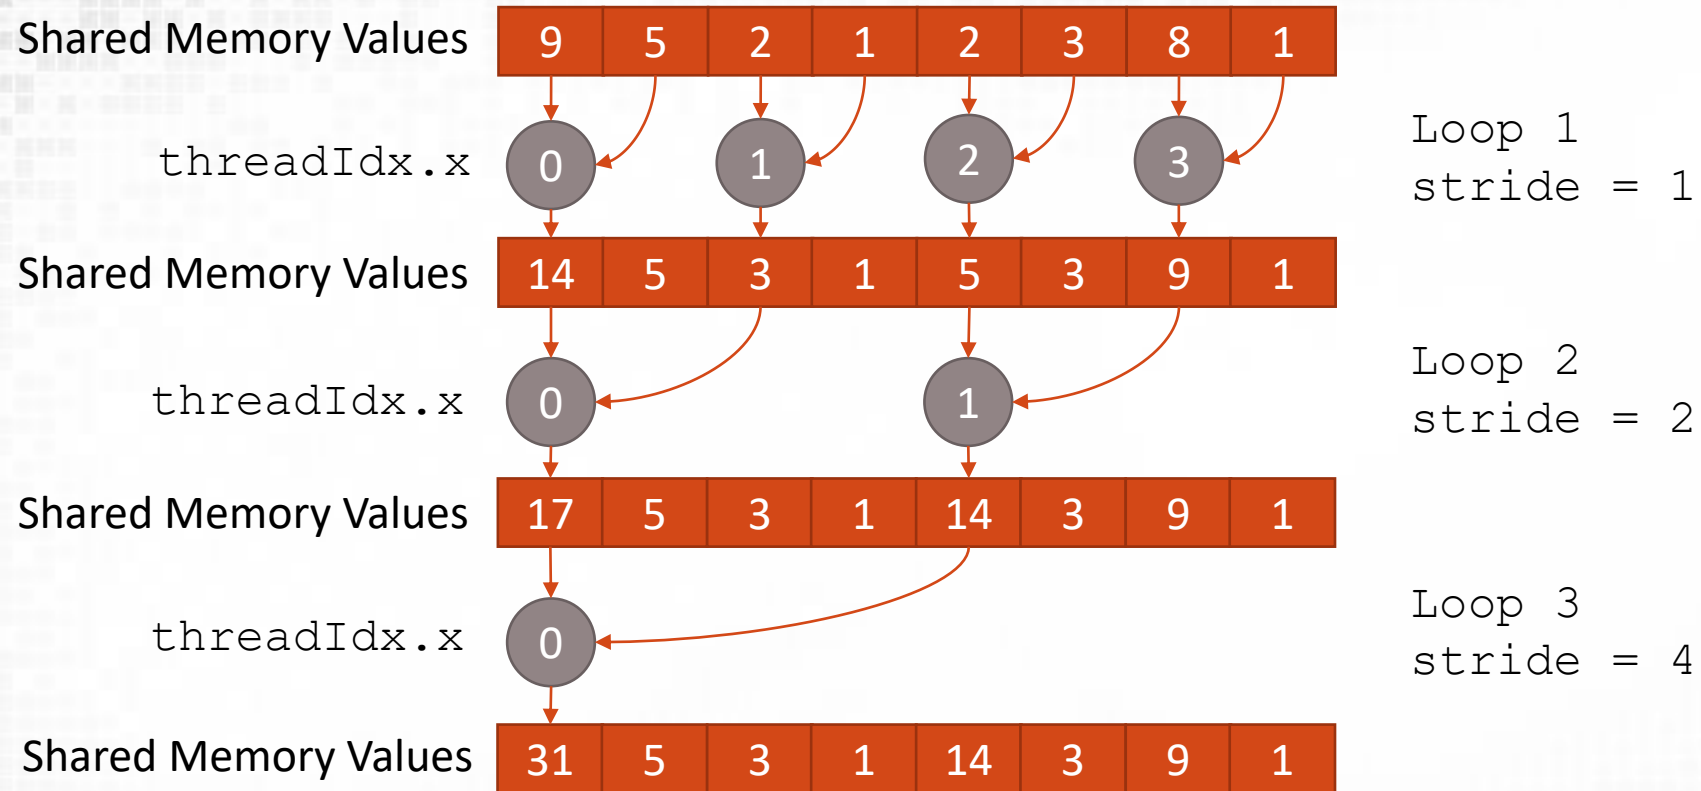 Shared Memory Values 9 5 2 1 2 3 8 1
threadIdx.x 0 1 2 3
Loop 1
stride = 1
Shared Memory Values 14 5 3 1 5 3 9 1
threadIdx.x 0 1
Loop 2
stride = 2
Shared Memory Values 17 5 3 1 14 3 9 1
threadIdx.x 0
Loop 3
stride = 4
Shared Memory Values 31 5 3 1 14 3 9 1